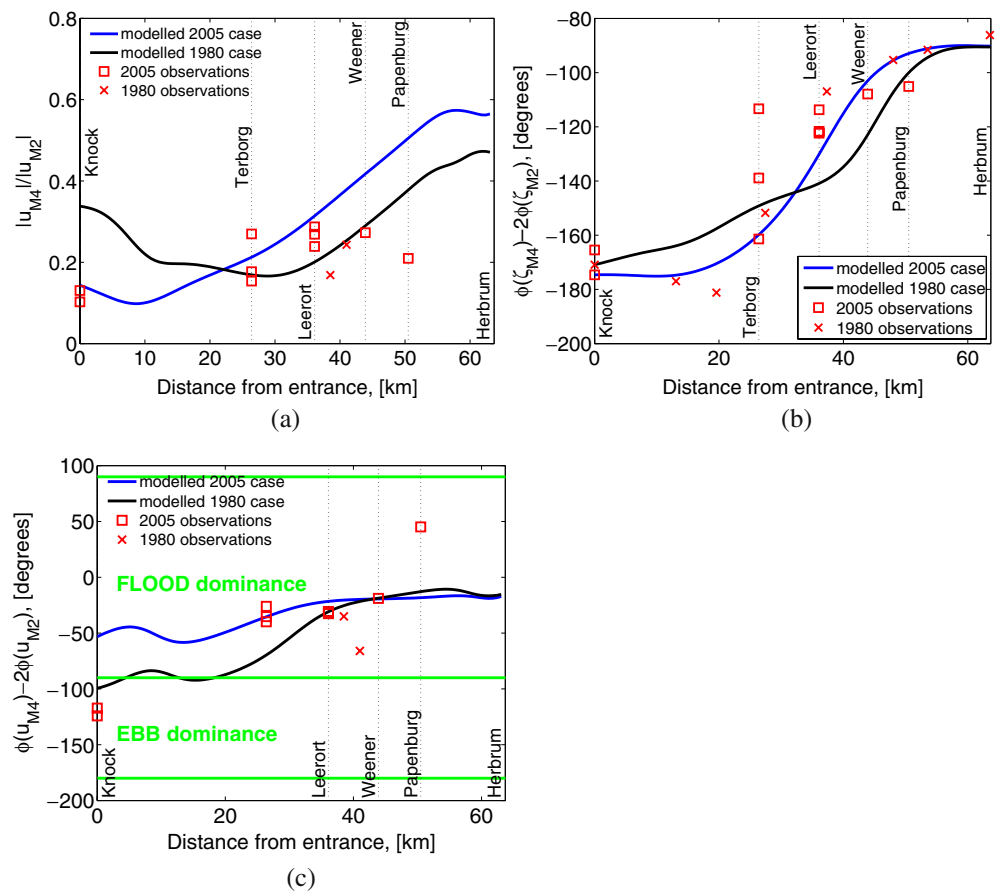 modelled 2005 case
modelled 1980 case
2005 observations
1980 observations
Knock
Terborg
Leerort
Weener
Papenburg
Herbrum
|u_M4|/|u_M2|
0.8
0.6
0.4
0.2
0
0 10 20 30 40 50 60
Distance from entrance, [km]
(a)
ϕ(ζ_M4)−2ϕ(ζ_M2), [degrees]
−80
−100
−120
−140
−160
−180
−200
Leerort
Weener
Knock
Terborg
Papenburg
Herbrum
modelled 2005 case
modelled 1980 case
2005 observations
1980 observations
0 20 40 60
Distance from entrance, [km]
(b)
ϕ(u_M4)−2ϕ(u_M2), [degrees]
100
50
0
−50
−100
−150
−200
modelled 2005 case
modelled 1980 case
2005 observations
1980 observations
FLOOD dominance
EBB dominance
Knock
Leerort
Weener
Papenburg
Herbrum
0 20 40 60
Distance from entrance, [km]
(c)